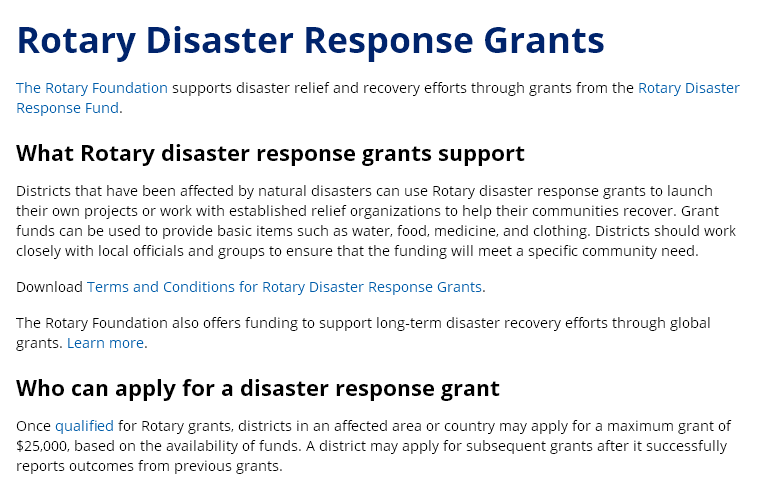 Rotary Disaster Response Grants
The Rotary Foundation supports disaster relief and recovery efforts through grants from the Rotary Disaster
Response Fund.
What Rotary disaster response grants support
Districts that have been affected by natural disasters can use Rotary disaster response grants to launch
their own projects or work with established relief organizations to help their communities recover. Grant
funds can be used to provide basic items such as water, food, medicine, and clothing. Districts should work
closely with local officials and groups to ensure that the funding will meet a specific community need.
Download Terms and Conditions for Rotary Disaster Response Grants.
The Rotary Foundation also offers funding to support long-term disaster recovery efforts through global
grants. Learn more.
Who can apply for a disaster response grant
Once qualified for Rotary grants, districts in an affected area or country may apply for a maximum grant of
$25,000, based on the availability of funds. A district may apply for subsequent grants after it successfully
reports outcomes from previous grants.